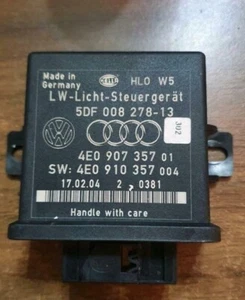 Made in HELLA HLO W5
Germany
LW-Licht-Steuergerät
5DF 008 278-13
302
4E0 907 357 01
SW: 4E0 910 357 004
17.02.04 2 0381
Handle with care